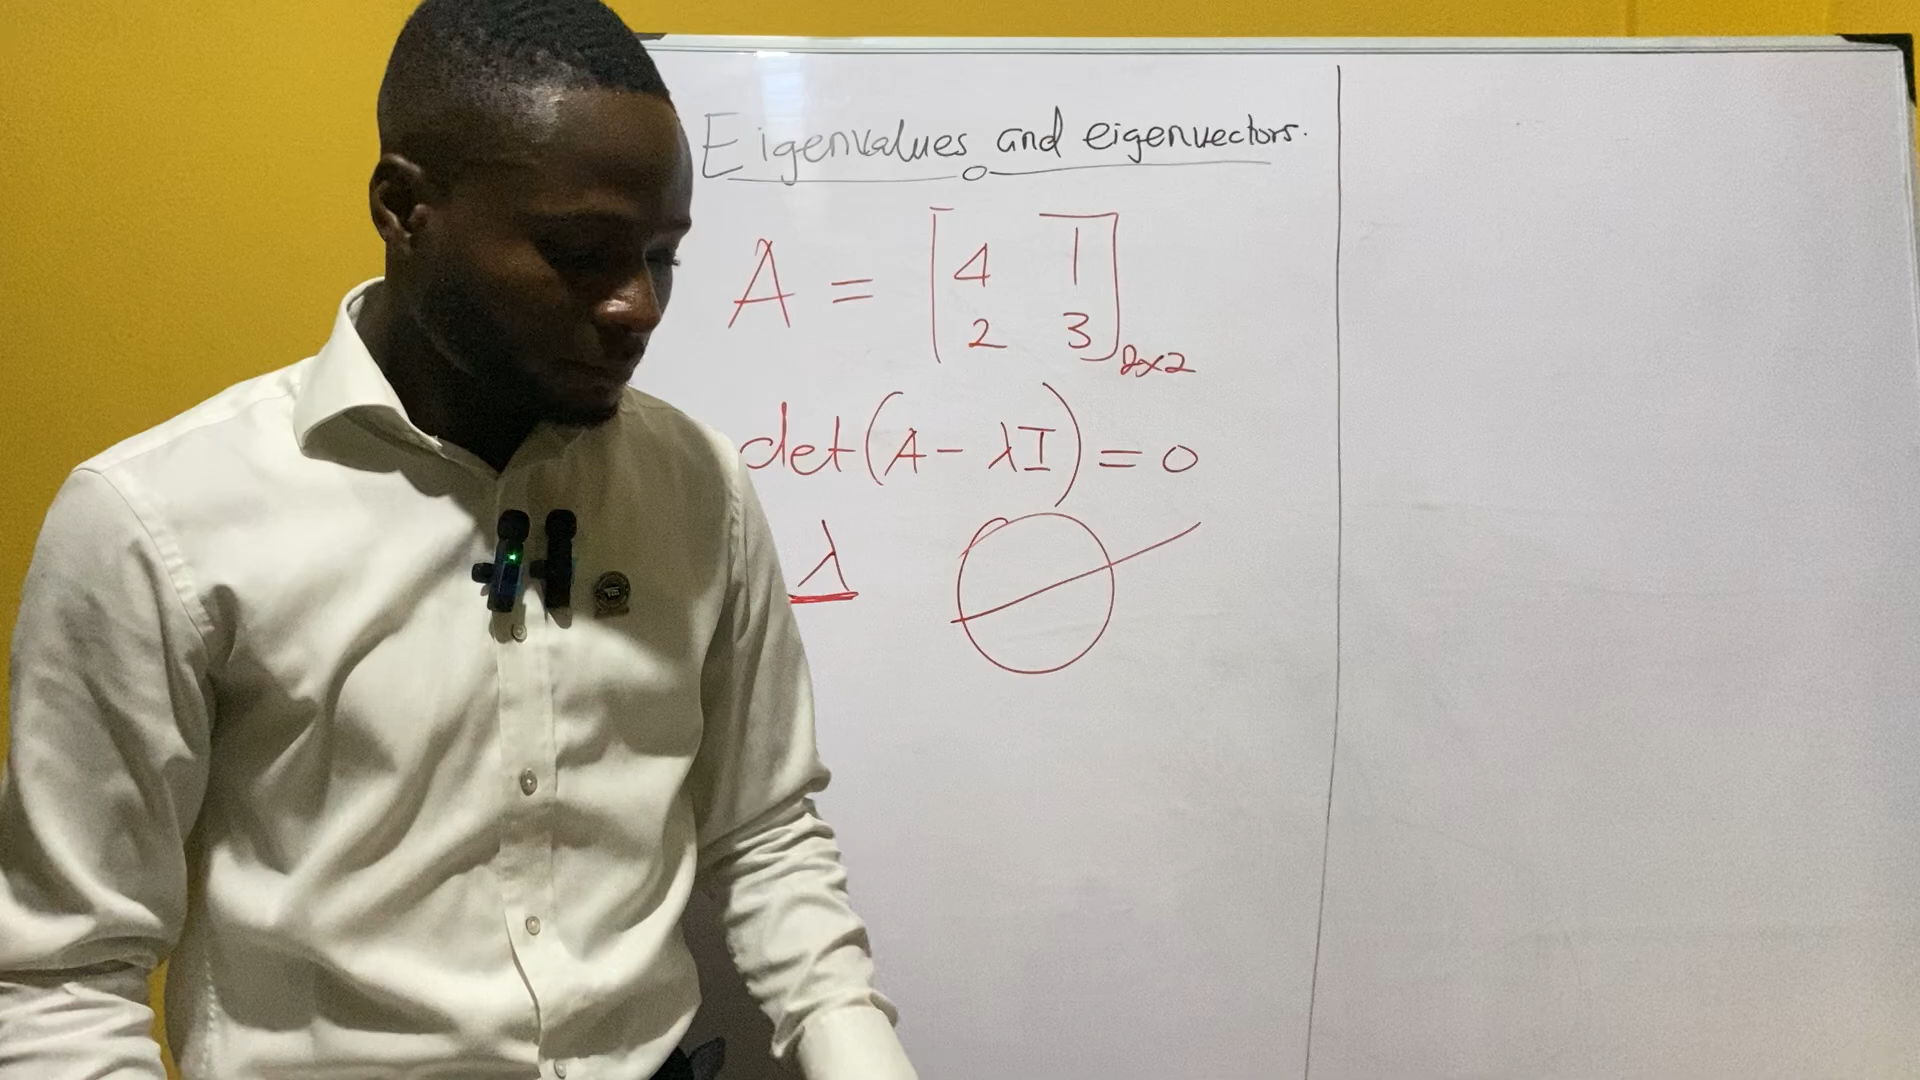 Eigenvalues and eigenvectors.
A = [4 1
2 3]2x2
det(A - λI) = 0
λ